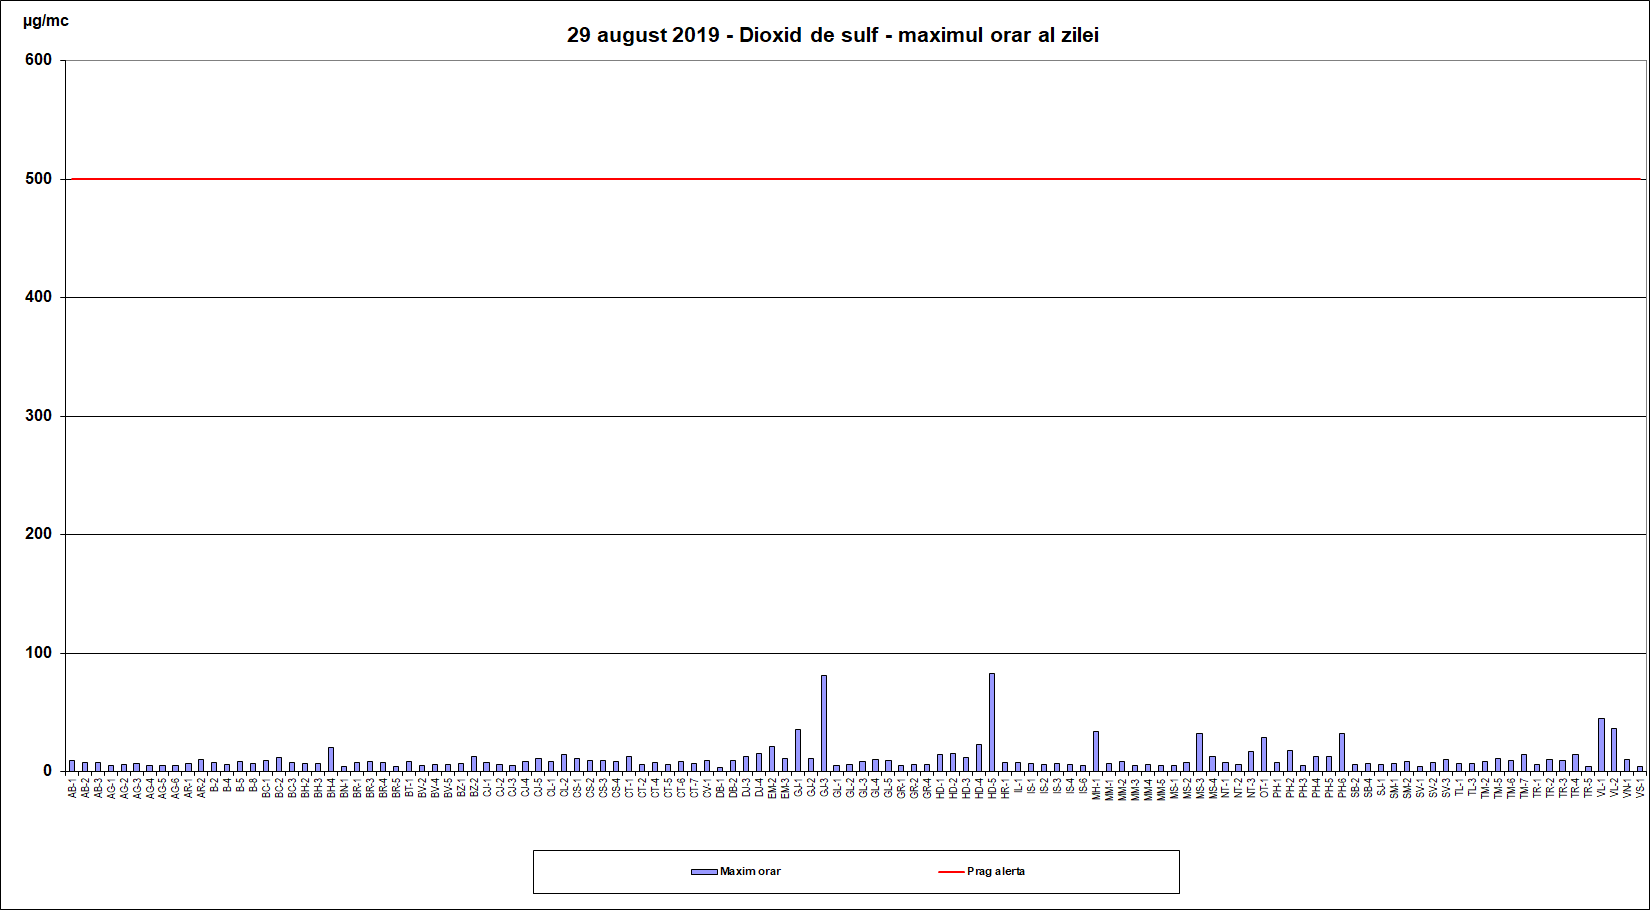 µg/mc
29 august 2019 - Dioxid de sulf - maximul orar al zilei
600
500
400
300
200
100
0
AB-1 AB-2 AB-3 AG-1 AG-2 AG-3 AG-4 AG-5 AG-6 AR-1 AR-2 B-2 B-4 B-5 B-8 BC-1 BC-2 BC-3 BH-2 BH-3 BH-4 BN-1 BR-1 BR-3 BR-4 BR-5 BT-1 BV-2 BV-4 BV-5 BZ-1 BZ-2 CJ-1 CJ-2 CJ-3 CJ-4 CJ-5 CL-1 CL-2 CS-1 CS-2 CS-3 CS-4 CT-1 CT-2 CT-4 CT-5 CT-6 CT-7 CV-1 DB-1 DB-2 DJ-3 DJ-4 EM-2 EM-3 GJ-1 GJ-2 GJ-3 GL-1 GL-2 GL-3 GL-4 GL-5 GR-1 GR-2 GR-4 HD-1 HD-2 HD-3 HD-4 HD-5 HR-1 IL-1 IS-1 IS-2 IS-3 IS-4 IS-6 MH-1 MM-1 MM-2 MM-3 MM-4 MM-5 MS-1 MS-2 MS-3 MS-4 NT-1 NT-2 NT-3 OT-1 PH-1 PH-2 PH-3 PH-4 PH-5 PH-6 SB-2 SB-4 SJ-1 SM-1 SM-2 SV-1 SV-2 SV-3 TL-1 TL-3 TM-2 TM-5 TM-6 TM-7 TR-1 TR-2 TR-3 TR-4 TR-5 VL-1 VL-2 VN-1 VS-1
Maxim orar Prag alerta